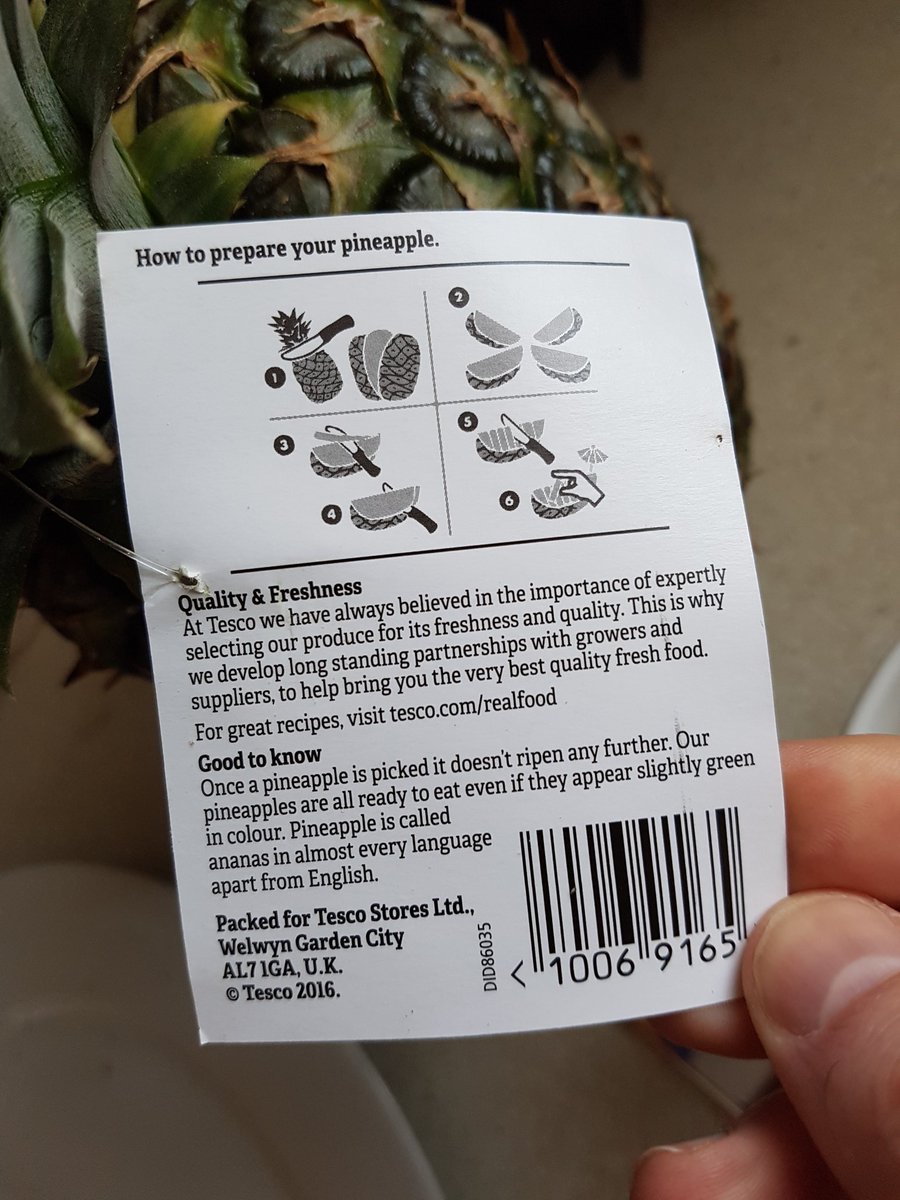 How to prepare your pineapple.
1
2
3
4
5
6
Quality & Freshness
At Tesco we have always believed in the importance of expertly
selecting our produce for its freshness and quality. This is why
we develop long standing partnerships with growers and
suppliers, to help bring you the very best quality fresh food.
For great recipes, visit tesco.com/realfood
Good to know
Once a pineapple is picked it doesn't ripen any further. Our
pineapples are all ready to eat even if they appear slightly green
in colour. Pineapple is called
ananas in almost every language
apart from English.
Packed for Tesco Stores Ltd.,
Welwyn Garden City
AL7 1GA, U.K.
© Tesco 2016.
DID86035
< 1006 9165